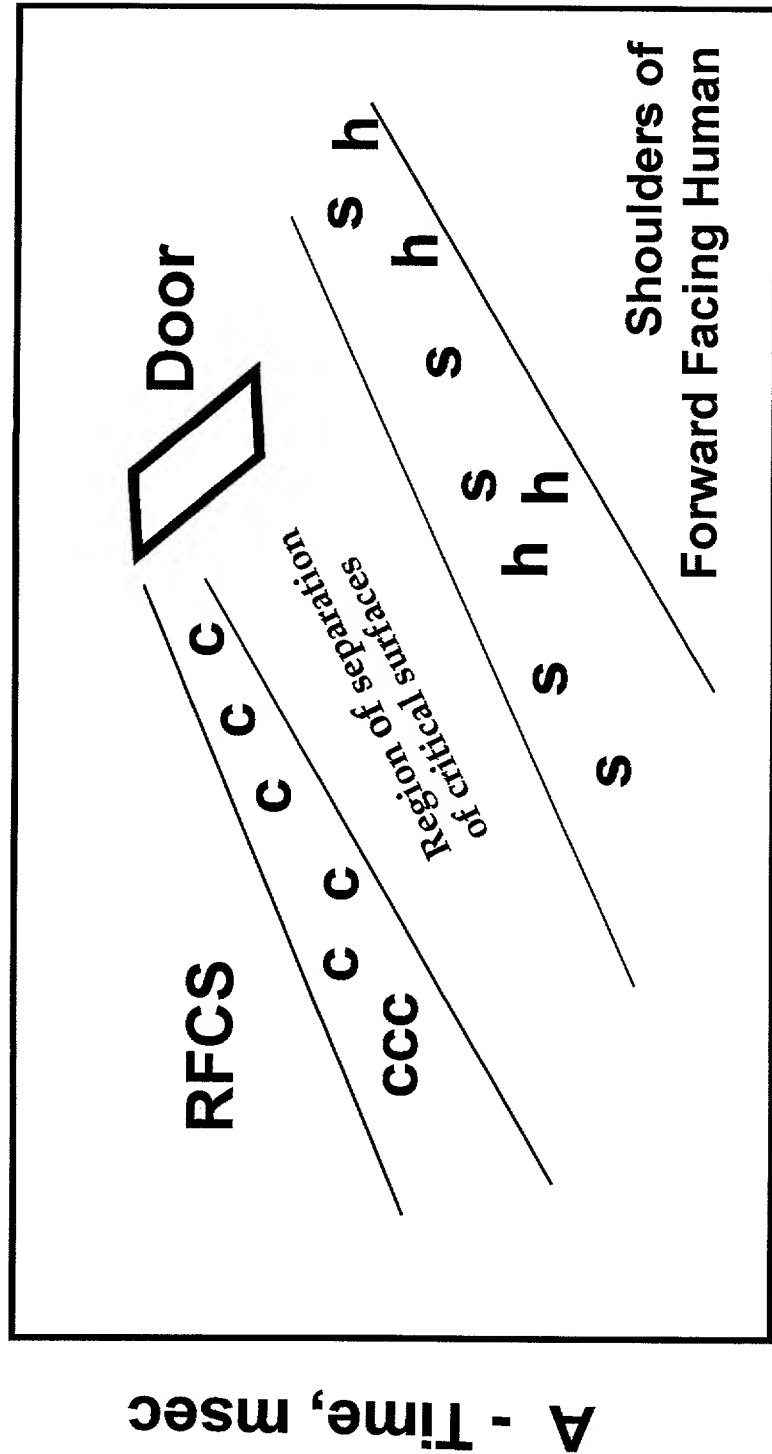 Door
RFCS
c
c
c
c c
ccc
Region of separation
of critical surfaces
s h
h
s
s
h h
s
s
Shoulders of
Forward Facing Human
A - Time, msec